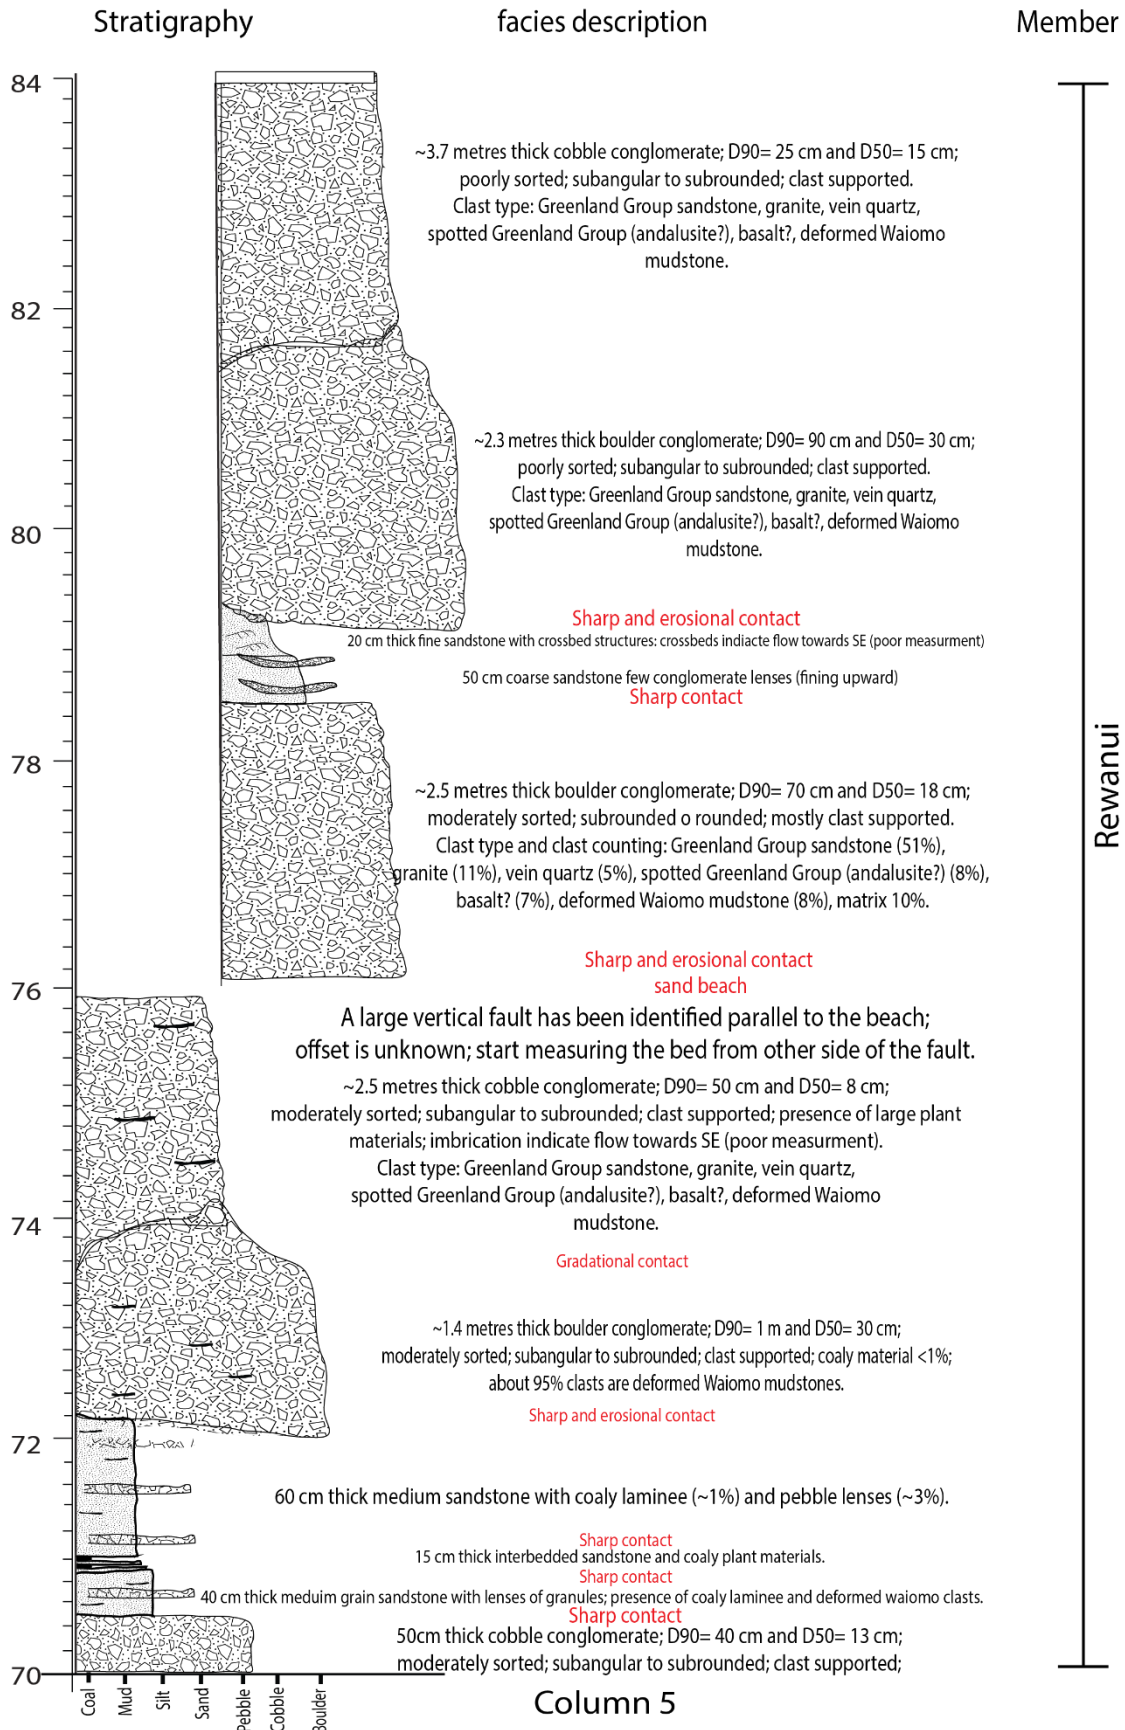 Stratigraphy facies description Member
84
~3.7 metres thick cobble conglomerate; D90= 25 cm and D50= 15 cm;
poorly sorted; subangular to subrounded; clast supported.
Clast type: Greenland Group sandstone, granite, vein quartz,
spotted Greenland Group (andalusite?), basalt?, deformed Waiomo
mudstone.
82
~2.3 metres thick boulder conglomerate; D90= 90 cm and D50= 30 cm;
poorly sorted; subangular to subrounded; clast supported.
Clast type: Greenland Group sandstone, granite, vein quartz,
spotted Greenland Group (andalusite?), basalt?, deformed Waiomo
mudstone.
80
Sharp and erosional contact
20 cm thick fine sandstone with crossbed structures: crossbeds indiacte flow towards SE (poor measurment)
50 cm coarse sandstone few conglomerate lenses (fining upward)
Sharp contact
78
~2.5 metres thick boulder conglomerate; D90= 70 cm and D50= 18 cm;
moderately sorted; subrounded o rounded; mostly clast supported.
Clast type and clast counting: Greenland Group sandstone (51%),
granite (11%), vein quartz (5%), spotted Greenland Group (andalusite?) (8%),
basalt? (7%), deformed Waiomo mudstone (8%), matrix 10%.
Rewanui
Sharp and erosional contact
76
sand beach
A large vertical fault has been identified parallel to the beach;
offset is unknown; start measuring the bed from other side of the fault.
~2.5 metres thick cobble conglomerate; D90= 50 cm and D50= 8 cm;
moderately sorted; subangular to subrounded; clast supported; presence of large plant
materials; imbrication indicate flow towards SE (poor measurment).
Clast type: Greenland Group sandstone, granite, vein quartz,
spotted Greenland Group (andalusite?), basalt?, deformed Waiomo
mudstone.
74
Gradational contact
~1.4 metres thick boulder conglomerate; D90= 1 m and D50= 30 cm;
moderately sorted; subangular to subrounded; clast supported; coaly material <1%;
about 95% clasts are deformed Waiomo mudstones.
Sharp and erosional contact
72
60 cm thick medium sandstone with coaly laminee (~1%) and pebble lenses (~3%).
Sharp contact
15 cm thick interbedded sandstone and coaly plant materials.
Sharp contact
40 cm thick meduim grain sandstone with lenses of granules; presence of coaly laminee and deformed waiomo clasts.
Sharp contact
50cm thick cobble conglomerate; D90= 40 cm and D50= 13 cm;
moderately sorted; subangular to subrounded; clast supported;
70
Coal
Mud
Silt
Sand
Pebble
Cobble
Boulder
Column 5